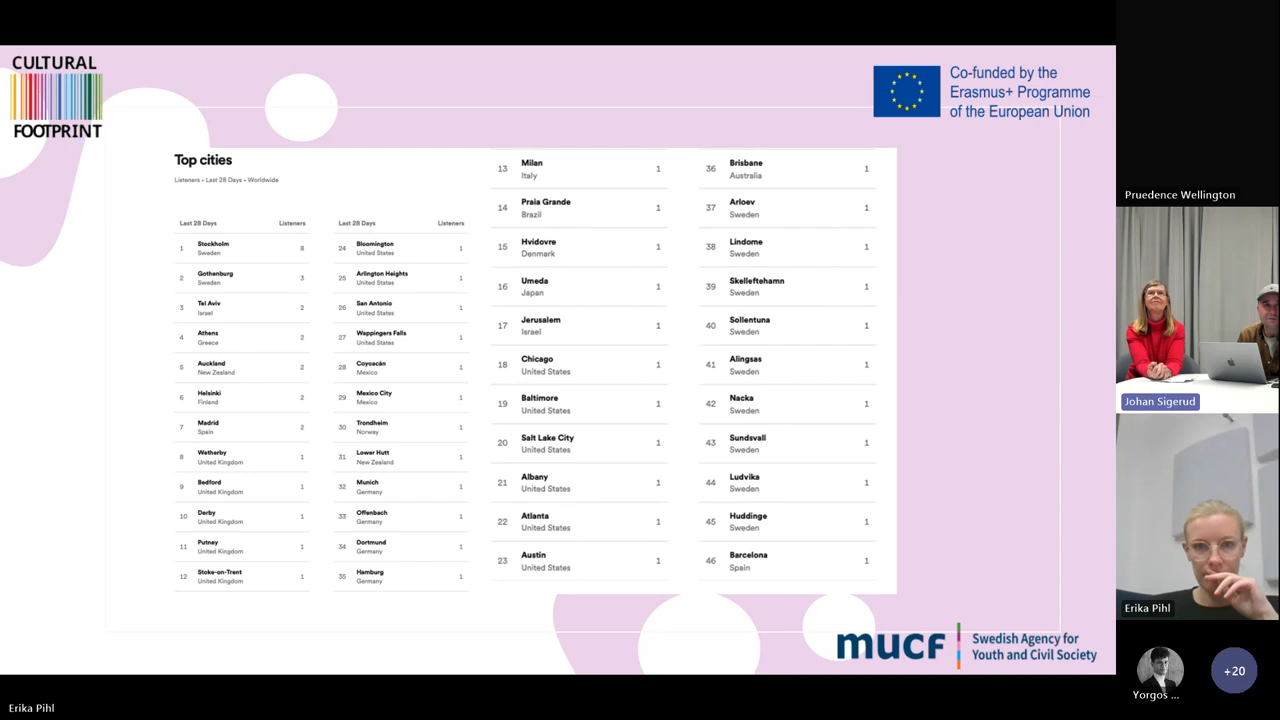 CULTURAL
FOOTPRINT
Co-funded by the
Erasmus+ Programme
of the European Union
Top cities
Listeners • Last 28 Days • Worldwide
Last 28 Days Listeners
1 Stockholm 8
Sweden
2 Gothenburg 3
Sweden
3 Tel Aviv 2
Israel
4 Athens 2
Greece
5 Auckland 2
New Zealand
6 Helsinki 2
Finland
7 Madrid 2
Spain
8 Wetherby 1
United Kingdom
9 Bedford 1
United Kingdom
10 Derby 1
United Kingdom
11 Putney 1
United Kingdom
12 Stoke-on-Trent 1
United Kingdom
Last 28 Days Listeners
24 Bloomington 1
United States
25 Arlington Heights 1
United States
26 San Antonio 1
United States
27 Wappingers Falls 1
United States
28 Coyoacán 1
Mexico
29 Mexico City 1
Mexico
30 Trondheim 1
Norway
31 Lower Hutt 1
New Zealand
32 Munich 1
Germany
33 Offenbach 1
Germany
34 Dortmund 1
Germany
35 Hamburg 1
Germany
13 Milan 1
Italy
14 Praia Grande 1
Brazil
15 Hvidovre 1
Denmark
16 Umeda 1
Japan
17 Jerusalem 1
Israel
18 Chicago 1
United States
19 Baltimore 1
United States
20 Salt Lake City 1
United States
21 Albany 1
United States
22 Atlanta 1
United States
23 Austin 1
United States
36 Brisbane 1
Australia
37 Arloev 1
Sweden
38 Lindome 1
Sweden
39 Skelleftehamn 1
Sweden
40 Sollentuna 1
Sweden
41 Alingsas 1
Sweden
42 Nacka 1
Sweden
43 Sundsvall 1
Sweden
44 Ludvika 1
Sweden
45 Huddinge 1
Sweden
46 Barcelona 1
Spain
mucf
Swedish Agency for
Youth and Civil Society
Pruedence Wellington
Johan Sigerud
Erika Pihl
Yorgos ...
+20
Erika Pihl